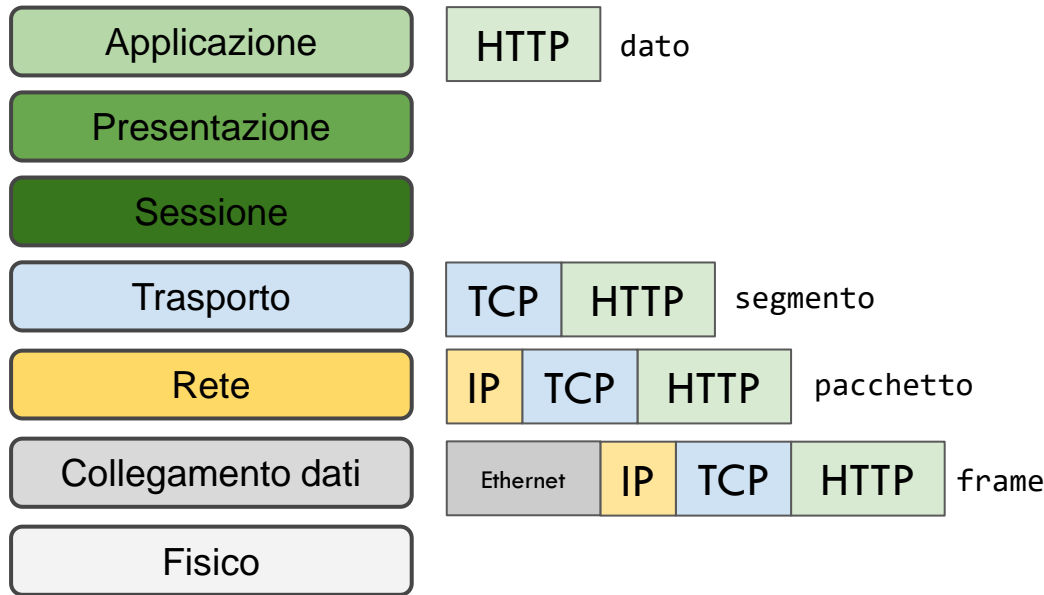 Applicazione HTTP dato
Presentazione
Sessione
Trasporto TCP HTTP segmento
Rete IP TCP HTTP pacchetto
Collegamento dati Ethernet IP TCP HTTP frame
Fisico